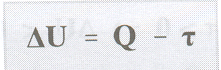 ΔU = Q − τ